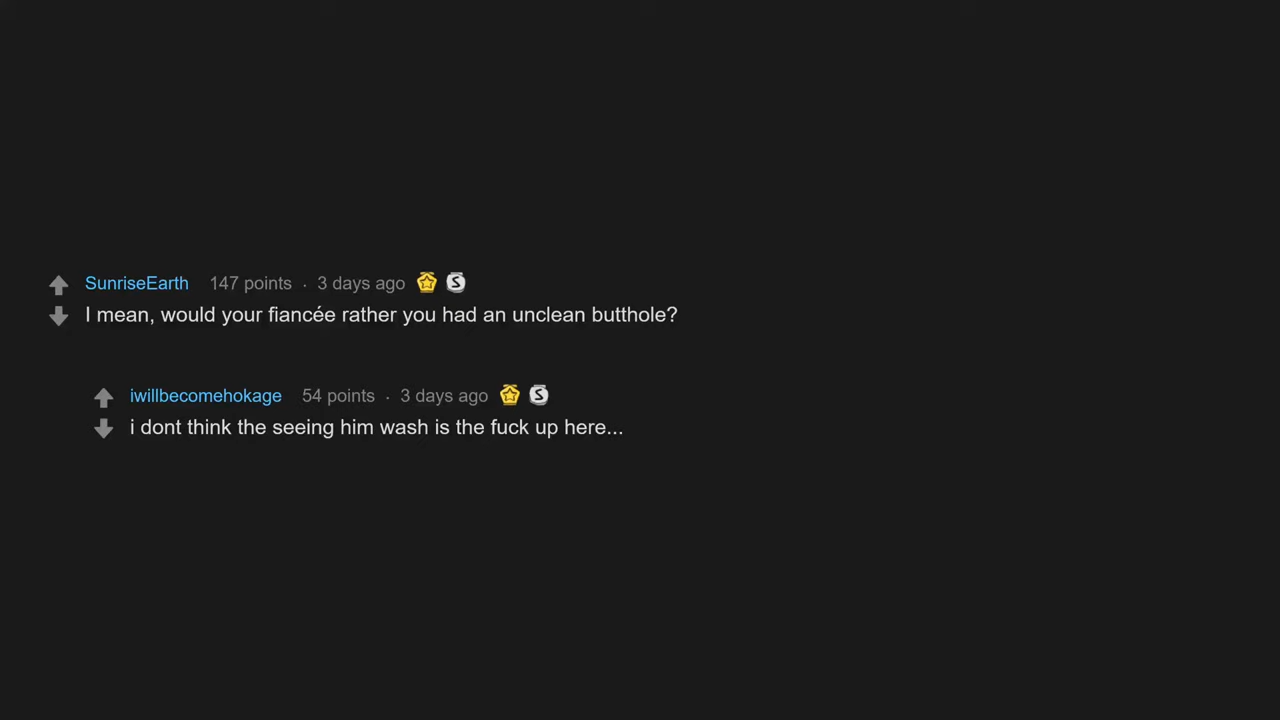 SunriseEarth 147 points · 3 days ago S
I mean, would your fiancée rather you had an unclean butthole?
iwillbecomehokage 54 points · 3 days ago S
i dont think the seeing him wash is the fuck up here...